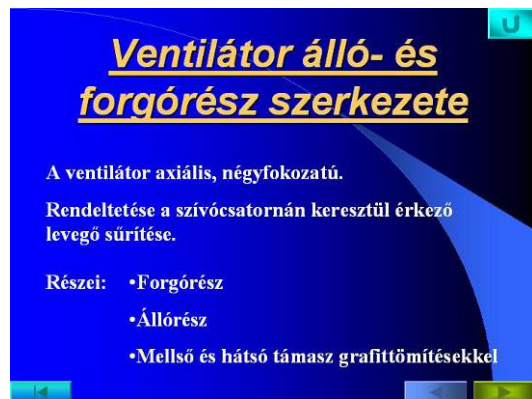 Ventilátor álló- és
forgórész szerkezete
A ventilátor axiális, négyfokozatú.
Rendeltetése a szívócsatornán keresztül érkező
levegő sűrítése.
Részei: •Forgórész
•Állórész
•Mellső és hátsó támasz grafittömítésekkel